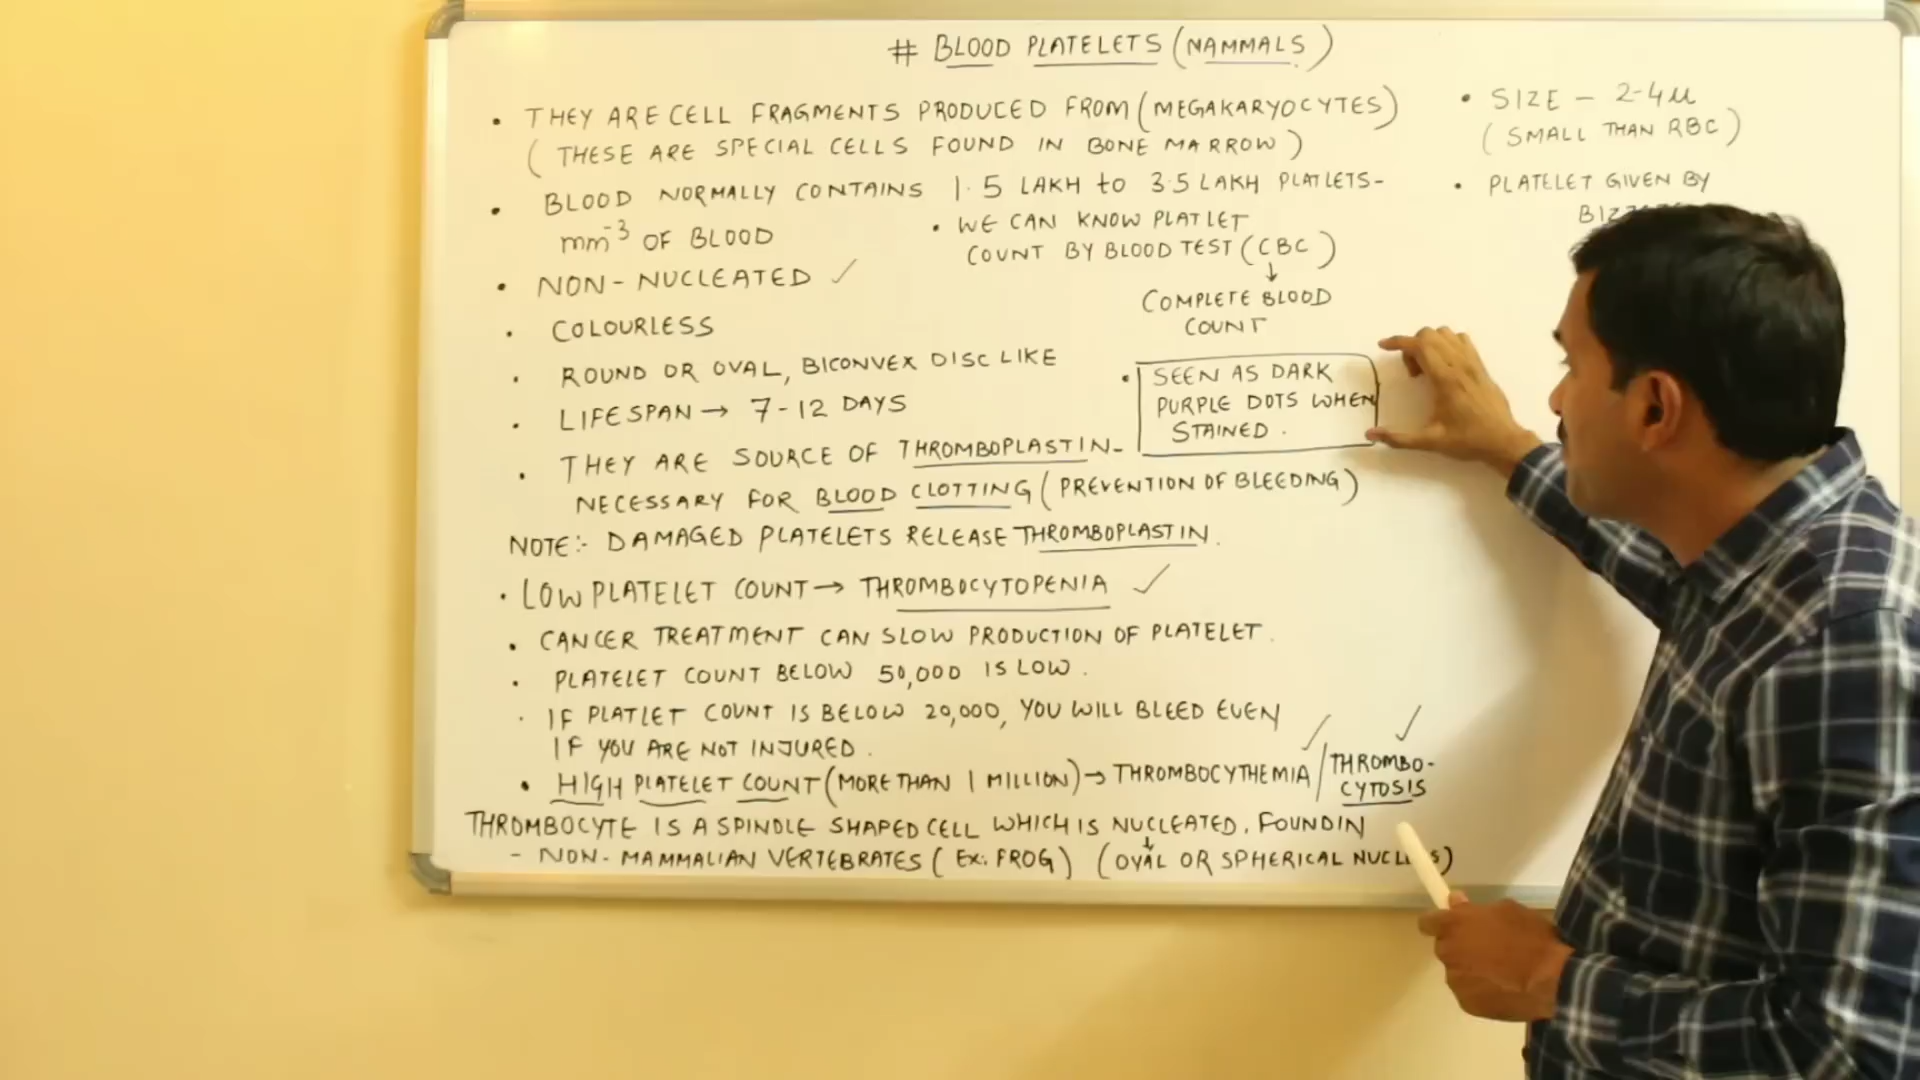 # BLOOD PLATELETS (NAMMALS)
• THEY ARE CELL FRAGMENTS PRODUCED FROM (MEGAKARYOCYTES)
(THESE ARE SPECIAL CELLS FOUND IN BONE MARROW)
• BLOOD NORMALLY CONTAINS 1.5 LAKH to 3.5 LAKH PLATLETS-
mm⁻³ OF BLOOD
• WE CAN KNOW PLATLET
COUNT BY BLOOD TEST (CBC)
↓
COMPLETE BLOOD
COUNT
• NON-NUCLEATED ✓
• COLOURLESS
• ROUND OR OVAL, BICONVEX DISC LIKE
• LIFE SPAN → 7-12 DAYS
• SEEN AS DARK
PURPLE DOTS WHEN
STAINED.
• THEY ARE SOURCE OF THROMBOPLASTIN-
NECESSARY FOR BLOOD CLOTTING (PREVENTION OF BLEEDING)
NOTE:- DAMAGED PLATELETS RELEASE THROMBOPLASTIN.
• LOW PLATELET COUNT → THROMBOCYTOPENIA ✓
• CANCER TREATMENT CAN SLOW PRODUCTION OF PLATELET.
• PLATELET COUNT BELOW 50,000 IS LOW.
• IF PLATLET COUNT IS BELOW 20,000, YOU WILL BLEED EVEN
IF YOU ARE NOT INJURED.
• HIGH PLATELET COUNT (MORE THAN 1 MILLION) → THROMBOCYTHEMIA ✓ / THROMBO- ✓
CYTOSIS
THROMBOCYTE IS A SPINDLE SHAPED CELL WHICH IS NUCLEATED. FOUND IN
- NON-MAMMALIAN VERTEBRATES (EX: FROG) (OVAL OR SPHERICAL
• SIZE - 2-4µ
(SMALL THAN RBC)
• PLATELET GIVEN BY